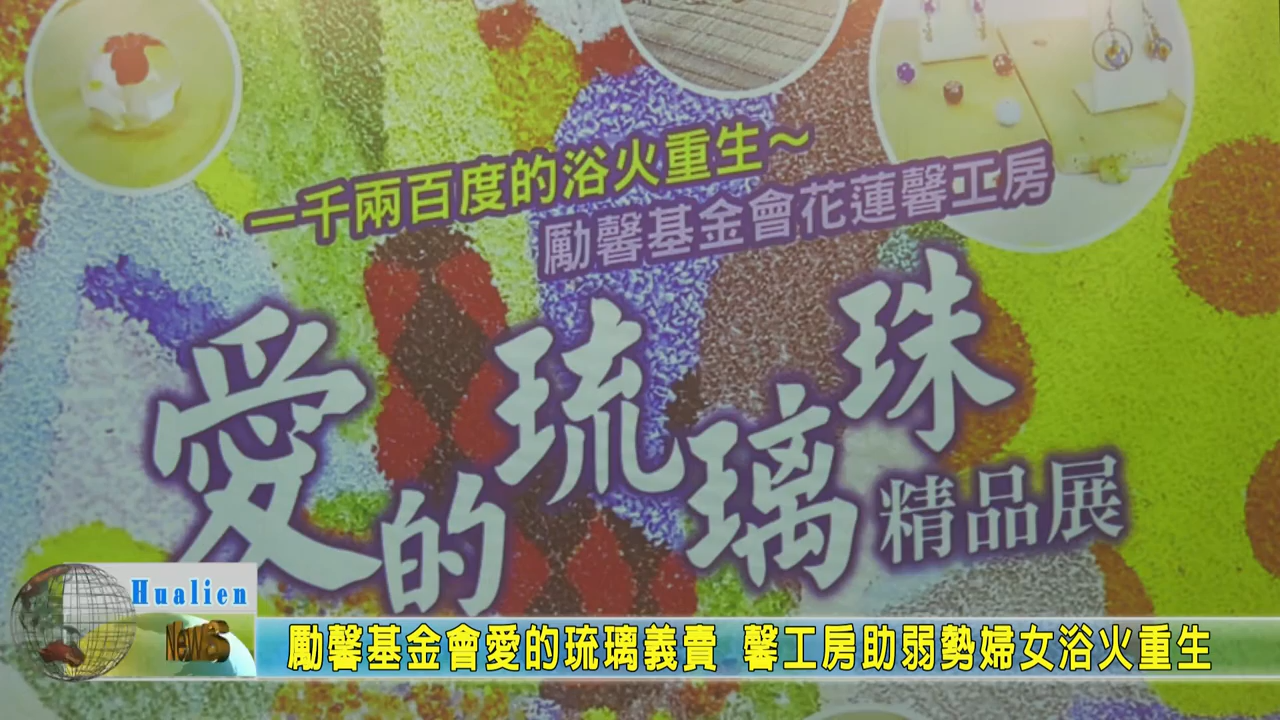 一千兩百度的浴火重生~
勵馨基金會花蓮馨工房
愛的琉璃珠
精品展
Hualien
News
勵馨基金會愛的琉璃義賣 馨工房助弱勢婦女浴火重生